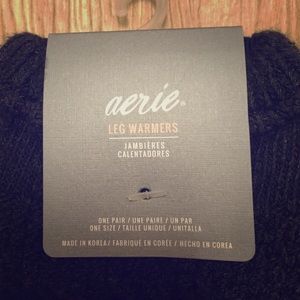 aerie®
LEG WARMERS
JAMBIÈRES
CALENTADORES
ONE PAIR / UNE PAIRE / UN PAR
ONE SIZE / TAILLE UNIQUE / UNITALLA
MADE IN KOREA / FABRIQUÉ EN CORÉE / HECHO EN COREA